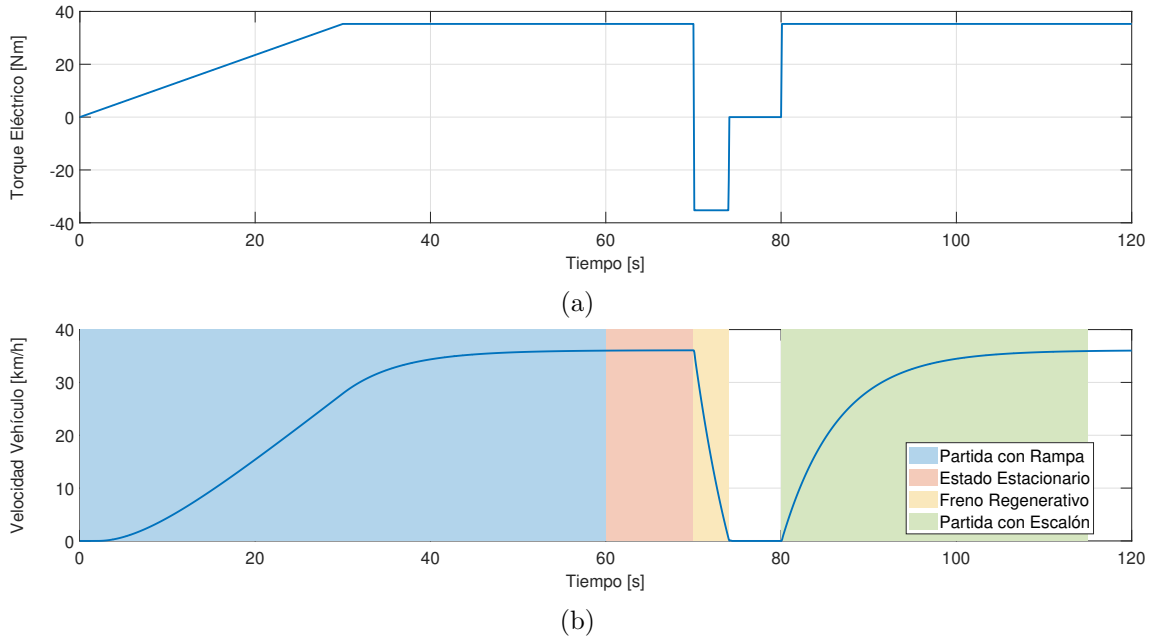 Torque Eléctrico [Nm]
40
20
0
-20
-40
0 20 40 60 80 100 120
Tiempo [s]
(a)
Velocidad Vehículo [km/h]
40
30
20
10
0
Partida con Rampa
Estado Estacionario
Freno Regenerativo
Partida con Escalón
0 20 40 60 80 100 120
Tiempo [s]
(b)